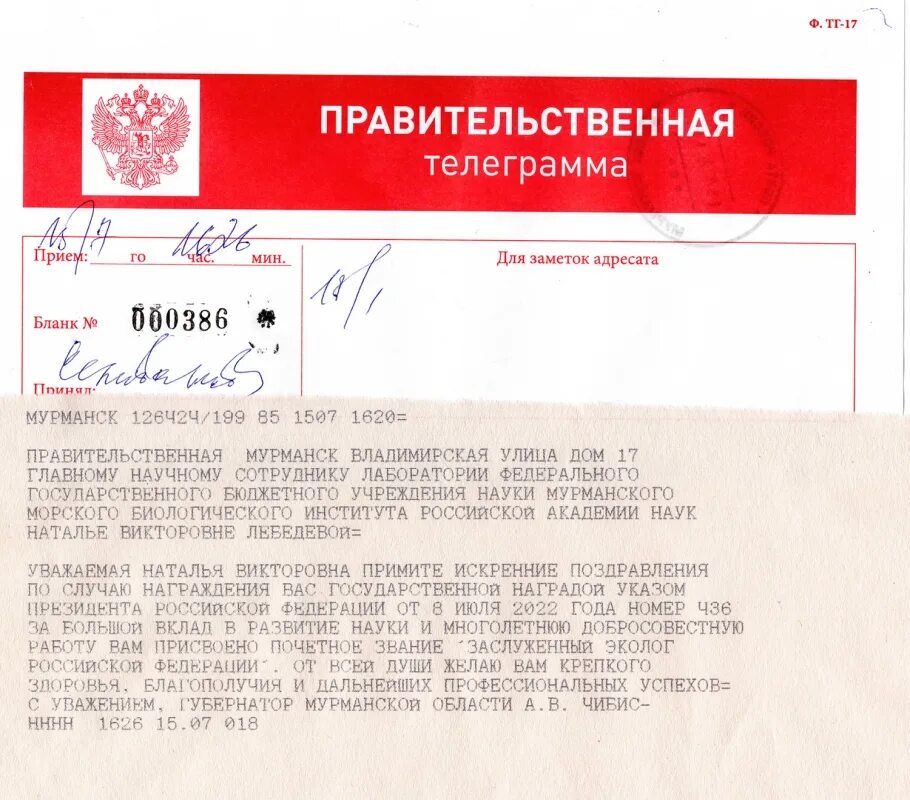 Ф. ТГ-17
ПРАВИТЕЛЬСТВЕННАЯ
телеграмма
15/7 1626
Прием: го час. мин.
Для заметок адресата
Бланк № 000386
Принял:
МУРМАНСК 12642Ч/199 85 1507 1620=
ПРАВИТЕЛЬСТВЕННАЯ МУРМАНСК ВЛАДИМИРСКАЯ УЛИЦА ДОМ 17
ГЛАВНОМУ НАУЧНОМУ СОТРУДНИКУ ЛАБОРАТОРИИ ФЕДЕРАЛЬНОГО
ГОСУДАРСТВЕННОГО БЮДЖЕТНОГО УЧРЕЖДЕНИЯ НАУКИ МУРМАНСКОГО
МОРСКОГО БИОЛОГИЧЕСКОГО ИНСТИТУТА РОССИЙСКОЙ АКАДЕМИИ НАУК
НАТАЛЬЕ ВИКТОРОВНЕ ЛЕБЕДЕВОЙ=
УВАЖАЕМАЯ НАТАЛЬЯ ВИКТОРОВНА ПРИМИТЕ ИСКРЕННИЕ ПОЗДРАВЛЕНИЯ
ПО СЛУЧАЮ НАГРАЖДЕНИЯ ВАС ГОСУДАРСТВЕННОЙ НАГРАДОЙ УКАЗОМ
ПРЕЗИДЕНТА РОССИЙСКОЙ ФЕДЕРАЦИИ ОТ 8 ИЮЛЯ 2022 ГОДА НОМЕР Ч36
ЗА БОЛЬШОЙ ВКЛАД В РАЗВИТИЕ НАУКИ И МНОГОЛЕТНЮЮ ДОБРОСОВЕСТНУЮ
РАБОТУ ВАМ ПРИСВОЕНО ПОЧЕТНОЕ ЗВАНИЕ "ЗАСЛУЖЕННЫЙ ЭКОЛОГ
РОССИЙСКОЙ ФЕДЕРАЦИИ". ОТ ВСЕЙ ДУШИ ЖЕЛАЮ ВАМ КРЕПКОГО
ЗДОРОВЬЯ, БЛАГОПОЛУЧИЯ И ДАЛЬНЕЙШИХ ПРОФЕССИОНАЛЬНЫХ УСПЕХОВ=
С УВАЖЕНИЕМ, ГУБЕРНАТОР МУРМАНСКОЙ ОБЛАСТИ А.В. ЧИБИС-
НННН 1626 15.07 018